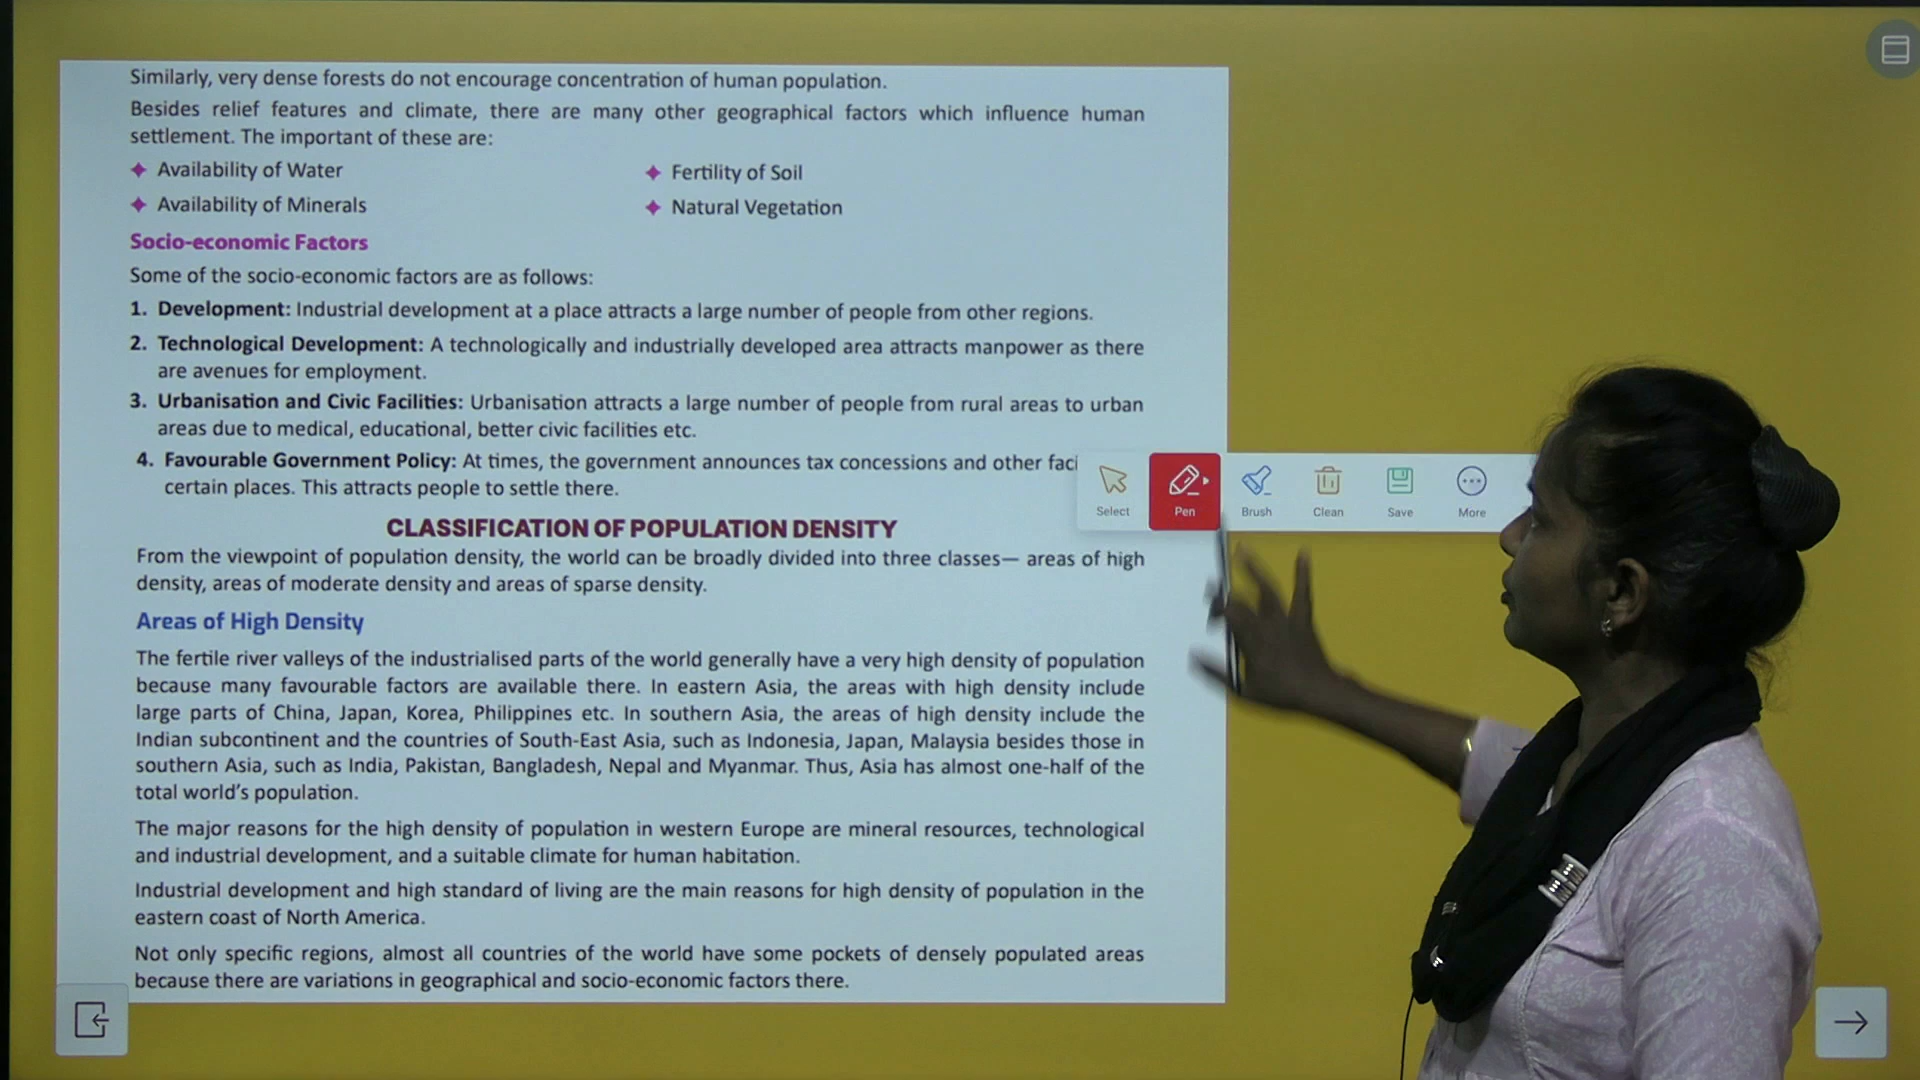 Similarly, very dense forests do not encourage concentration of human population.
Besides relief features and climate, there are many other geographical factors which influence human
settlement. The important of these are:
✦ Availability of Water
✦ Fertility of Soil
✦ Availability of Minerals
✦ Natural Vegetation
Socio-economic Factors
Some of the socio-economic factors are as follows:
1. Development: Industrial development at a place attracts a large number of people from other regions.
2. Technological Development: A technologically and industrially developed area attracts manpower as there
are avenues for employment.
3. Urbanisation and Civic Facilities: Urbanisation attracts a large number of people from rural areas to urban
areas due to medical, educational, better civic facilities etc.
4. Favourable Government Policy: At times, the government announces tax concessions and other
certain places. This attracts people to settle there.
Select
Pen
Brush
Clean
Save
More
CLASSIFICATION OF POPULATION DENSITY
From the viewpoint of population density, the world can be broadly divided into three classes— areas of high
density, areas of moderate density and areas of sparse density.
Areas of High Density
The fertile river valleys of the industrialised parts of the world generally have a very high density of population
because many favourable factors are available there. In eastern Asia, the areas with high density include
large parts of China, Japan, Korea, Philippines etc. In southern Asia, the areas of high density include the
Indian subcontinent and the countries of South-East Asia, such as Indonesia, Japan, Malaysia besides those in
southern Asia, such as India, Pakistan, Bangladesh, Nepal and Myanmar. Thus, Asia has almost one-half of the
total world's population.
The major reasons for the high density of population in western Europe are mineral resources, technological
and industrial development, and a suitable climate for human habitation.
Industrial development and high standard of living are the main reasons for high density of population in the
eastern coast of North America.
Not only specific regions, almost all countries of the world have some pockets of densely populated areas
because there are variations in geographical and socio-economic factors there.